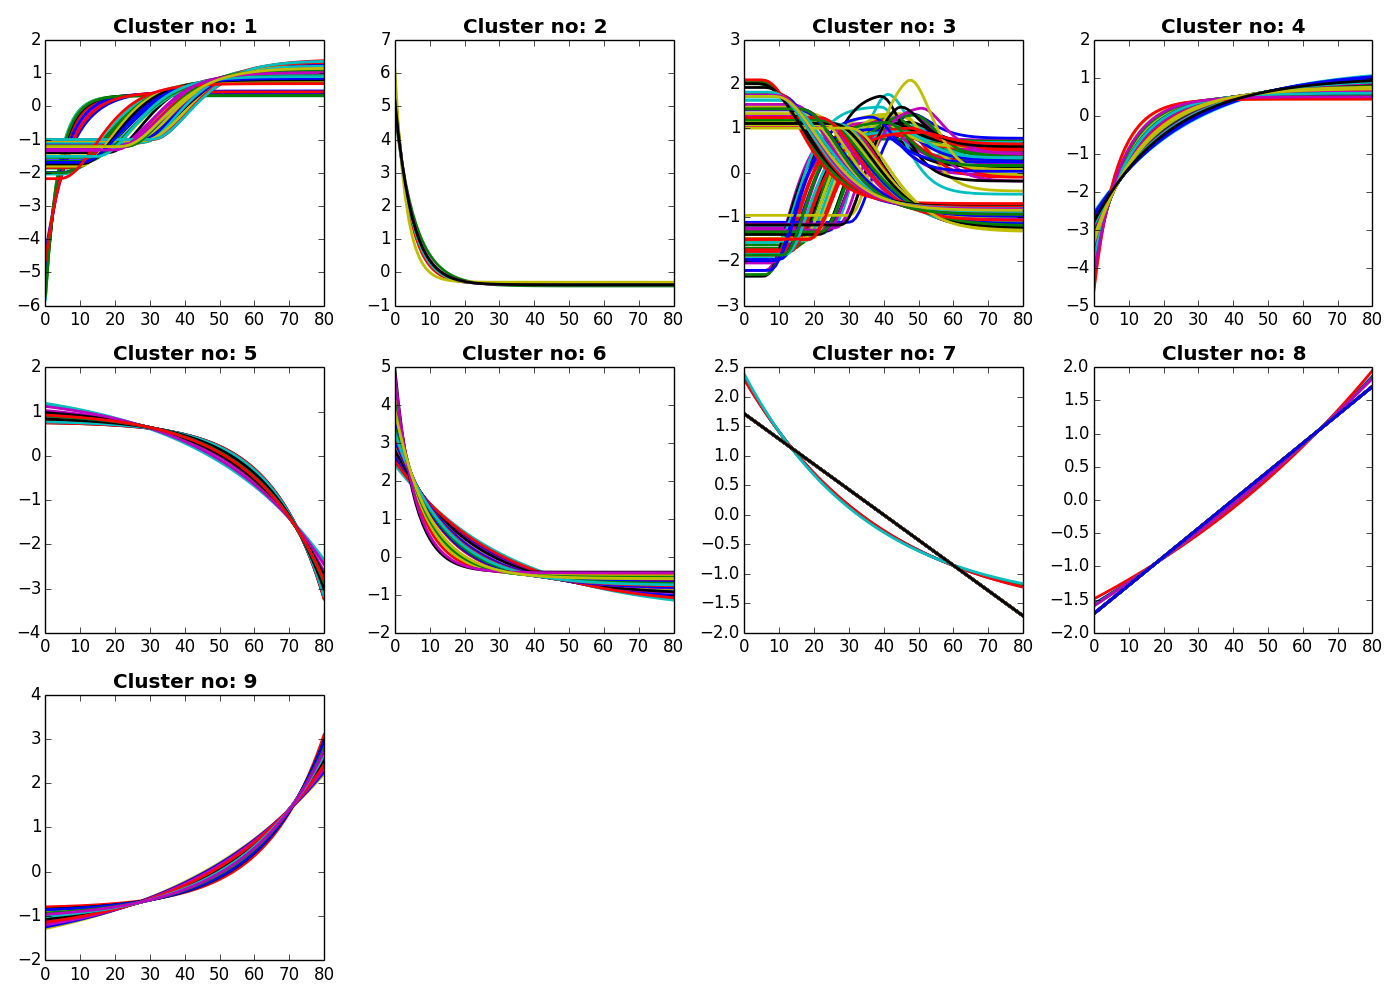 Cluster no: 1 Cluster no: 2 Cluster no: 3 Cluster no: 4
2 7 3 2
1 6 2 1
0 5 1 0
−1 4 0 −1
−2 3 −1 −2
−3 2 −2 −3
−4 1 −3 −4
−5 0 −5
−6 −1
0 10 20 30 40 50 60 70 80 0 10 20 30 40 50 60 70 80 0 10 20 30 40 50 60 70 80 0 10 20 30 40 50 60 70 80
Cluster no: 5 Cluster no: 6 Cluster no: 7 Cluster no: 8
2 5 2.5 2.0
1 4 2.0 1.5
0 3 1.5 1.0
−1 2 1.0 0.5
−2 1 0.5 0.0
−3 0 0.0 −0.5
−4 −1 −0.5 −1.0
−2 −1.0 −1.5
−1.5 −2.0
−2.0
0 10 20 30 40 50 60 70 80 0 10 20 30 40 50 60 70 80 0 10 20 30 40 50 60 70 80 0 10 20 30 40 50 60 70 80
Cluster no: 9
4
3
2
1
0
−1
−2
0 10 20 30 40 50 60 70 80